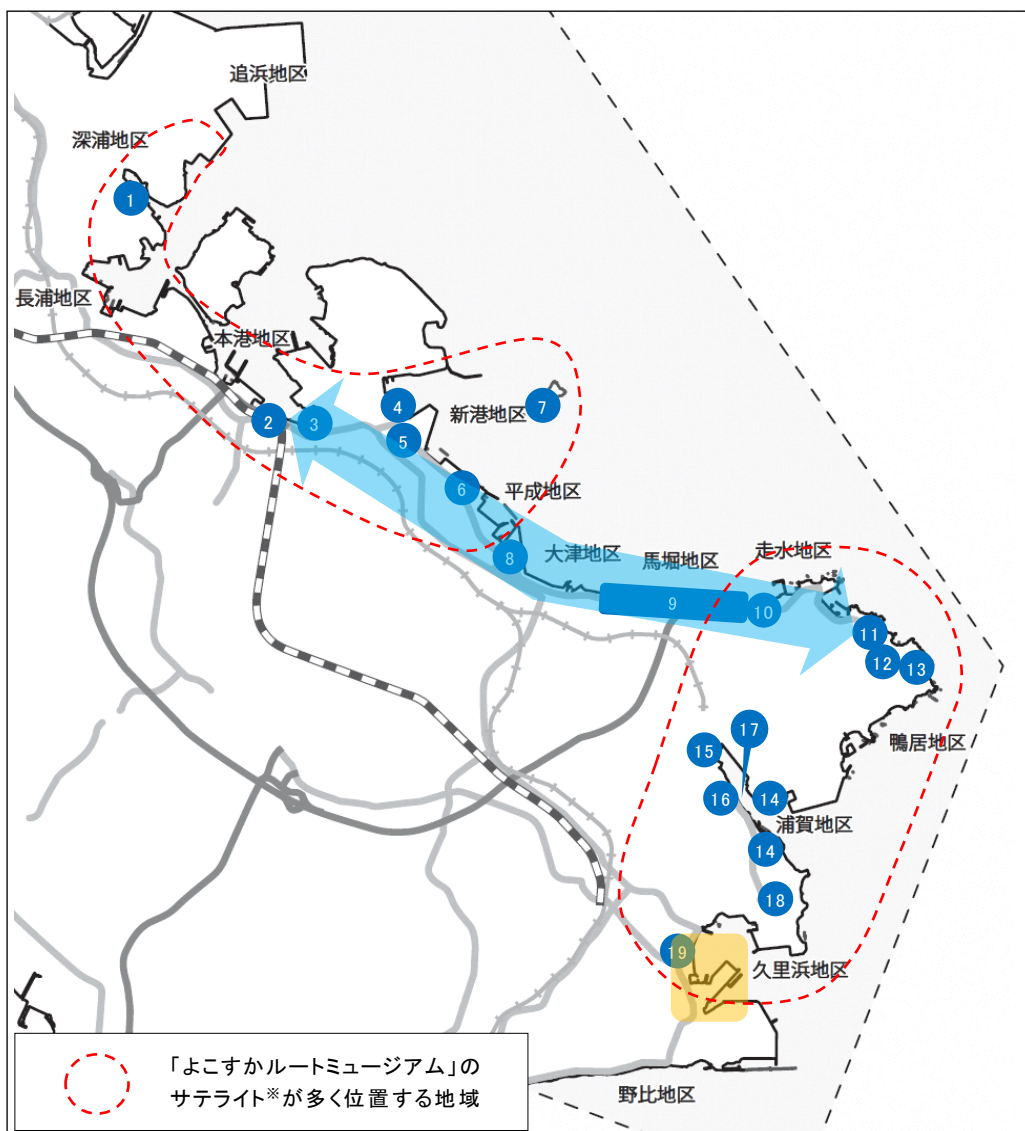 追浜地区
深浦地区
1
長浦地区
本港地区
2
3
4
5
新港地区
7
6
平成地区
8
大津地区
馬堀地区
走水地区
9
10
11
12
13
鴨居地区
17
15
16
14
浦賀地区
14
18
19
久里浜地区
野比地区
「よこすかルートミュージアム」の
サテライト※が多く位置する地域